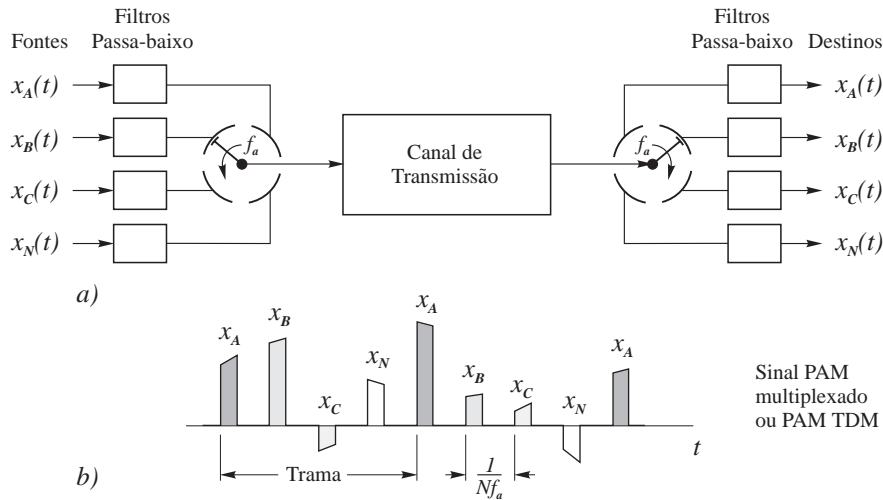 Filtros
Filtros
Fontes Passa-baixo
Passa-baixo Destinos
x_A(t)
x_A(t)
x_B(t)
f_a
f_a
x_B(t)
Canal de
Transmissão
x_C(t)
x_C(t)
x_N(t)
x_N(t)
a)
x_A
x_B
x_C
x_N
x_A
x_B
x_C
x_N
x_A
Sinal PAM
multiplexado
ou PAM TDM
t
b)
Trama
1
Nf_a